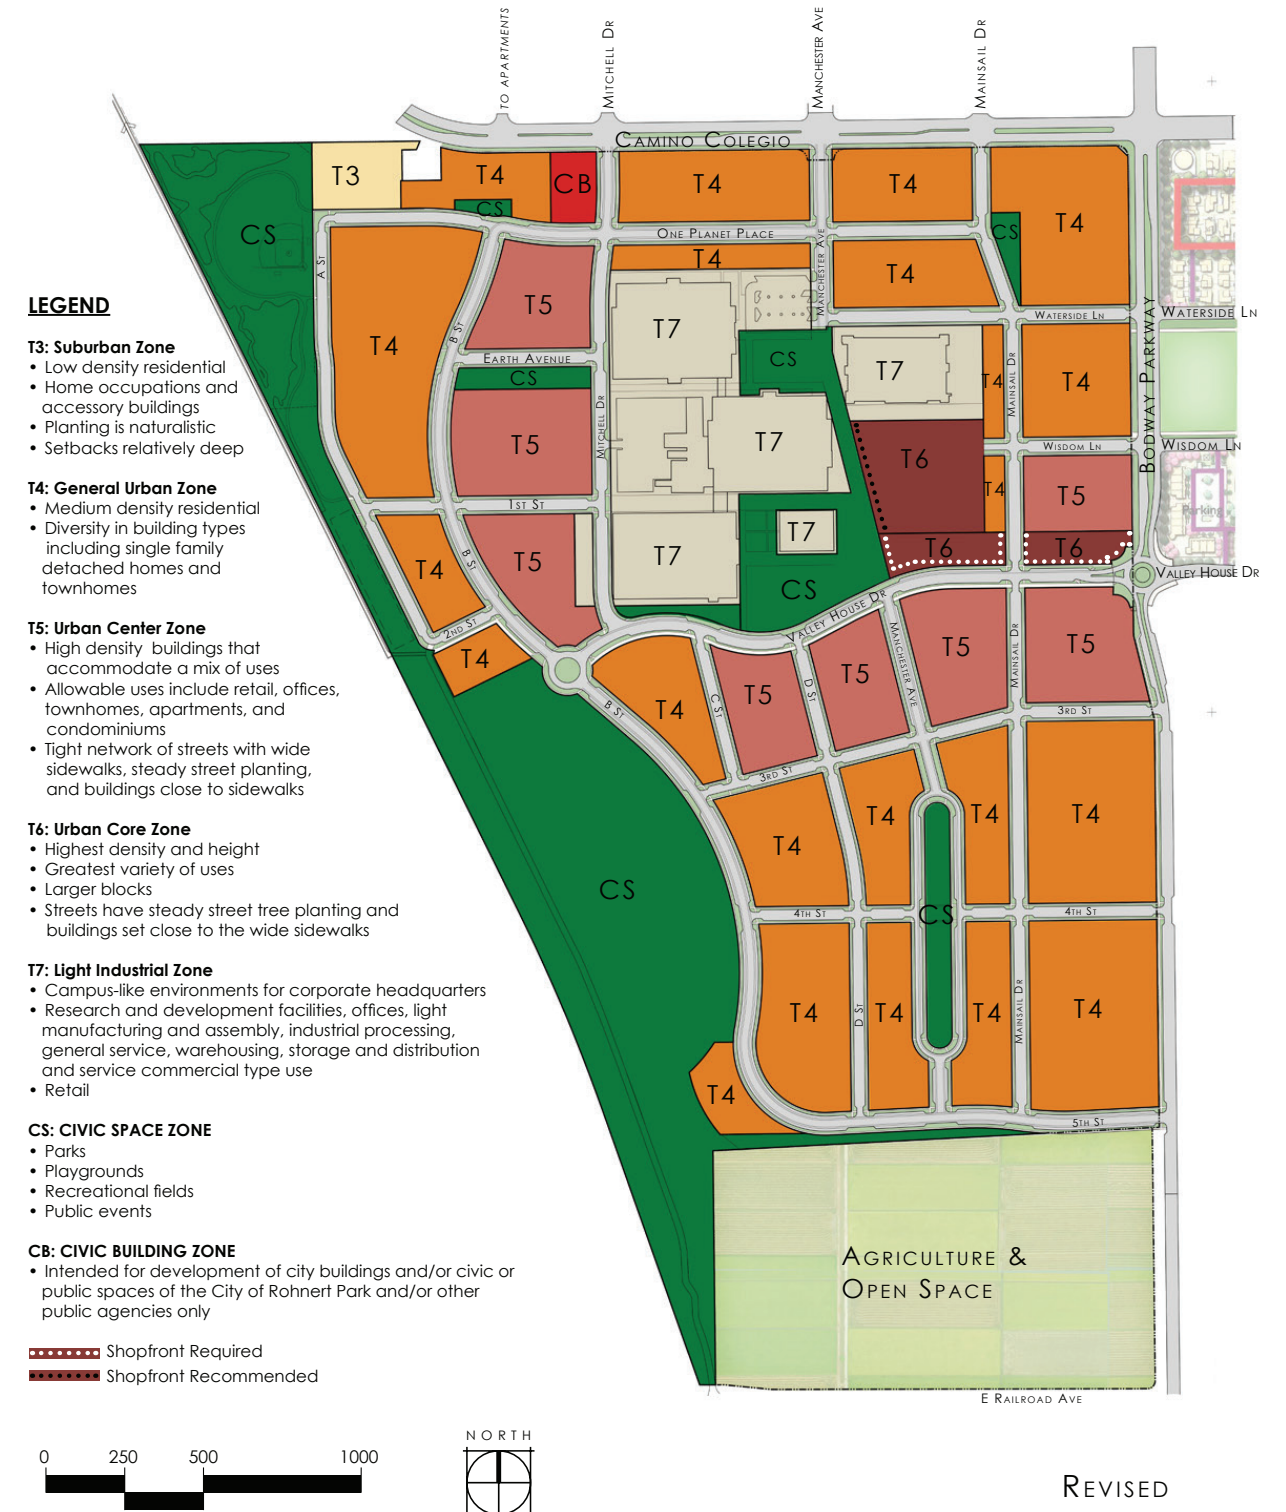 TO APARTMENTS
MITCHELL DR
MANCHESTER AVE
MAINSAIL DR
CAMINO COLEGIO
T3
T4
CB
T4
T4
CS
CS
CS
T4
ONE PLANET PLACE
MANCHESTER AVE
T4
T4
A ST
T5
B ST
T4
T7
WATERSIDE LN
WATERSIDE LN
BODWAY PARKWAY
EARTH AVENUE
CS
CS
T7
T4
MAINSAIL DR
T4
MITCHELL DR
T5
T7
T6
WISDOM LN
WISDOM LN
T4
T5
Parking
1ST ST
T7
T7
T6
T6
B ST
T5
T4
CS
VALLEY HOUSE DR
VALLEY HOUSE DR
2ND ST
T4
MANCHESTER AVE
MAINSAIL DR
T5
T5
T5
T5
C ST
D ST
B ST
T4
3RD ST
3RD ST
T4
T4
T4
T4
CS
4TH ST
CS
4TH ST
T4
D ST
T4
T4
MAINSAIL DR
T4
T4
5TH ST
AGRICULTURE &
OPEN SPACE
E RAILROAD AVE
LEGEND
T3: Suburban Zone
• Low density residential
• Home occupations and
accessory buildings
• Planting is naturalistic
• Setbacks relatively deep
T4: General Urban Zone
• Medium density residential
• Diversity in building types
including single family
detached homes and
townhomes
T5: Urban Center Zone
• High density buildings that
accommodate a mix of uses
• Allowable uses include retail, offices,
townhomes, apartments, and
condominiums
• Tight network of streets with wide
sidewalks, steady street planting,
and buildings close to sidewalks
T6: Urban Core Zone
• Highest density and height
• Greatest variety of uses
• Larger blocks
• Streets have steady street tree planting and
buildings set close to the wide sidewalks
T7: Light Industrial Zone
• Campus-like environments for corporate headquarters
• Research and development facilities, offices, light
manufacturing and assembly, industrial processing,
general service, warehousing, storage and distribution
and service commercial type use
• Retail
CS: CIVIC SPACE ZONE
• Parks
• Playgrounds
• Recreational fields
• Public events
CB: CIVIC BUILDING ZONE
• Intended for development of city buildings and/or civic or
public spaces of the City of Rohnert Park and/or other
public agencies only
Shopfront Required
Shopfront Recommended
0 250 500 1000
NORTH
REVISED